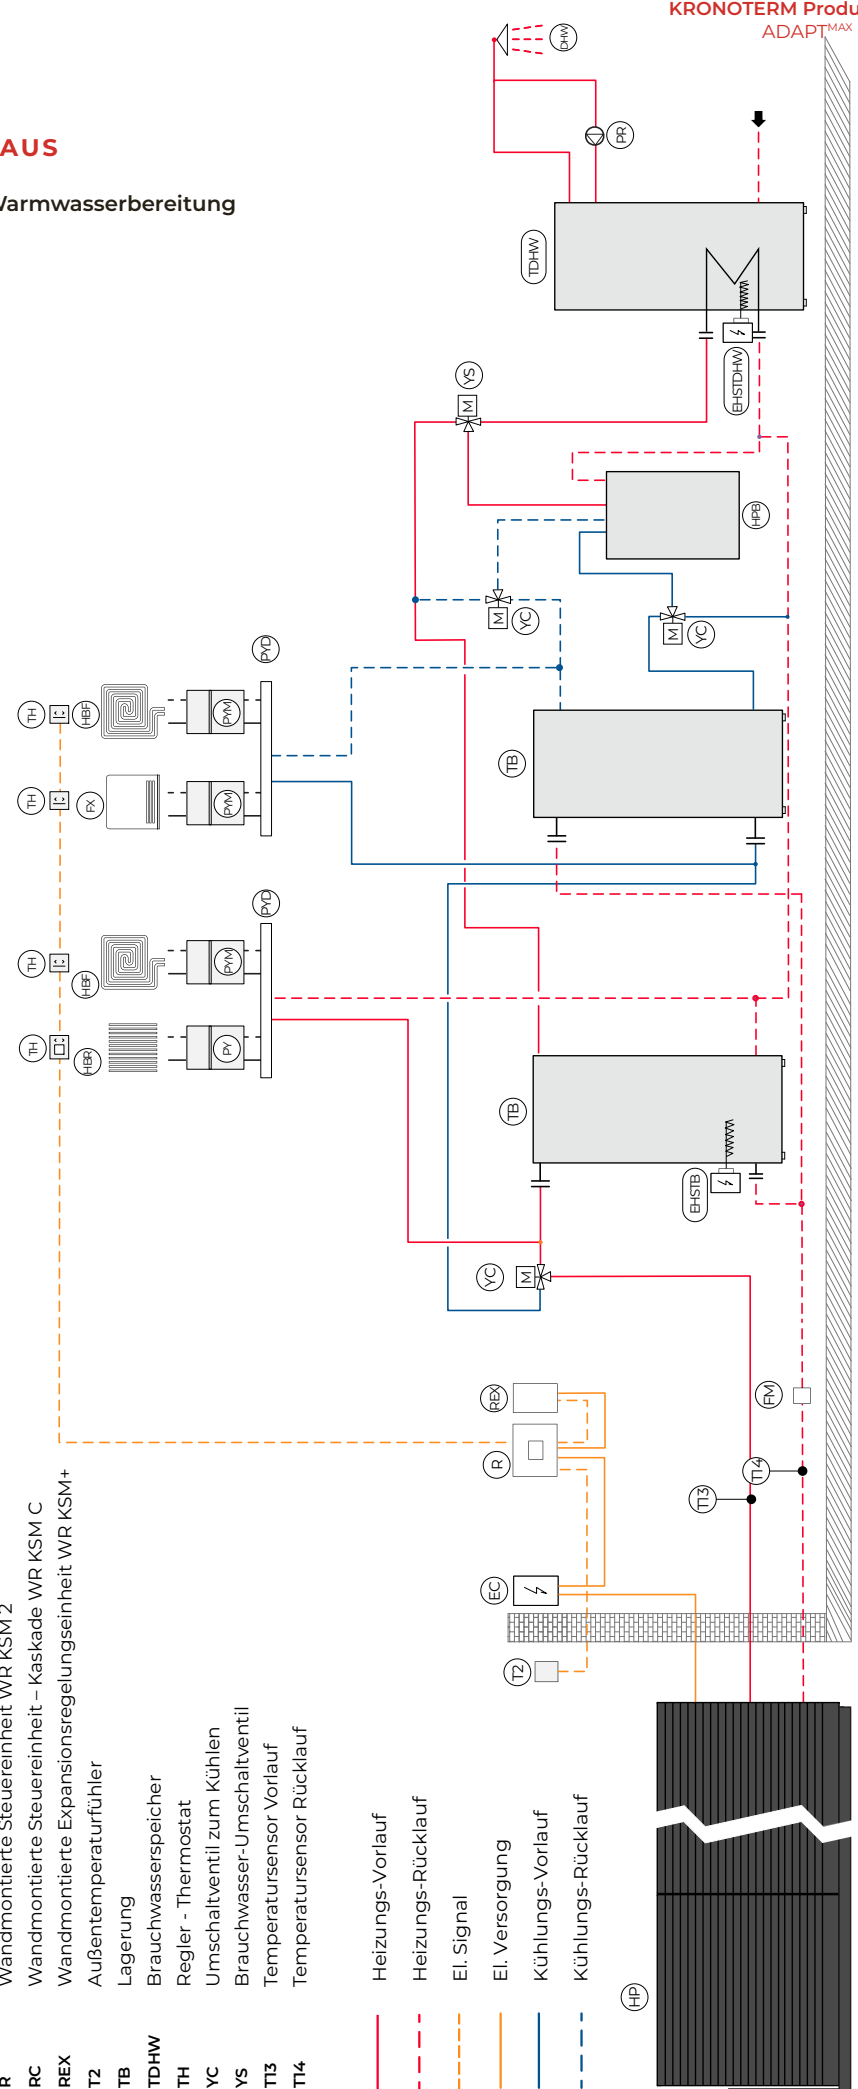 KRONOTERM Produ
ADAPTMAX
AUS
Warmwasserbereitung
DHW
PR
TDHW
EHSTDHW
YS
M
HPB
M
YC
M
YC
PYD
TH
HBF
PYM
TH
FX
PYM
TB
PYD
TH
HBF
PYM
TH
HBR
PY
TB
EHSTB
YC
M
REX
R
FM
T14
T13
EC
T2
HP
R Wandmontierte Steuereinheit WR KSM 2
RC Wandmontierte Steuereinheit – Kaskade WR KSM C
REX Wandmontierte Expansionsregelungseinheit WR KSM+
T2 Außentemperaturfühler
TB Lagerung
TDHW Brauchwasserspeicher
TH Regler - Thermostat
YC Umschaltventil zum Kühlen
YS Brauchwasser-Umschaltventil
T13 Temperatursensor Vorlauf
T14 Temperatursensor Rücklauf
Heizungs-Vorlauf
Heizungs-Rücklauf
El. Signal
El. Versorgung
Kühlungs-Vorlauf
Kühlungs-Rücklauf